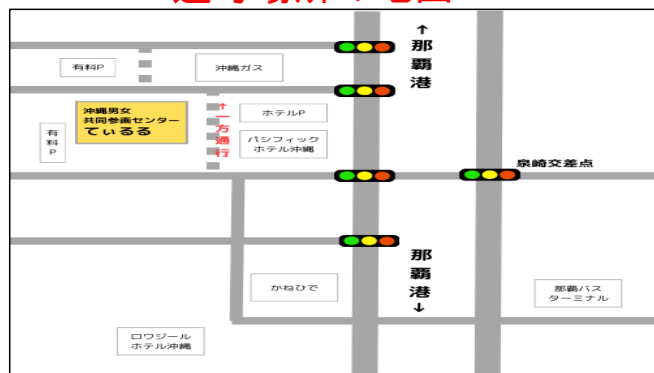 ↑
那
覇
港
有料P
沖縄ガス
沖縄男女
共同参画センター
てぃるる
有
料
P
↑
一
方
通
行
ホテルP
パシフィック
ホテル沖縄
泉崎交差点
那
覇
港
↓
かねひで
那覇バス
ターミナル
ロワジール
ホテル沖縄